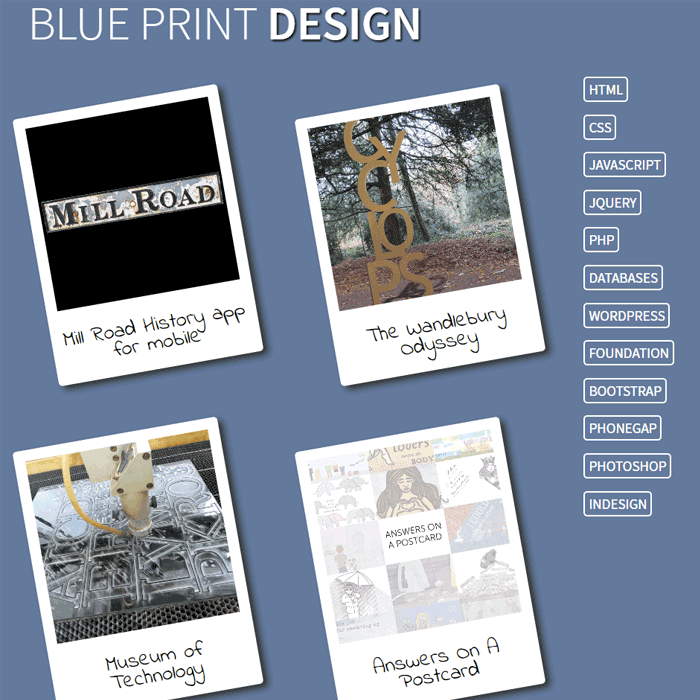 BLUE PRINT DESIGN
MILL ROAD
Mill Road History app
for mobile
CYCLOPS
The Wandlebury
Odyssey
HTML
CSS
JAVASCRIPT
JQUERY
PHP
DATABASES
WORDPRESS
FOUNDATION
BOOTSTRAP
PHONEGAP
PHOTOSHOP
INDESIGN
Museum of
Technology
BODY
ANSWERS ON
A POSTCARD
Answers On A
Postcard